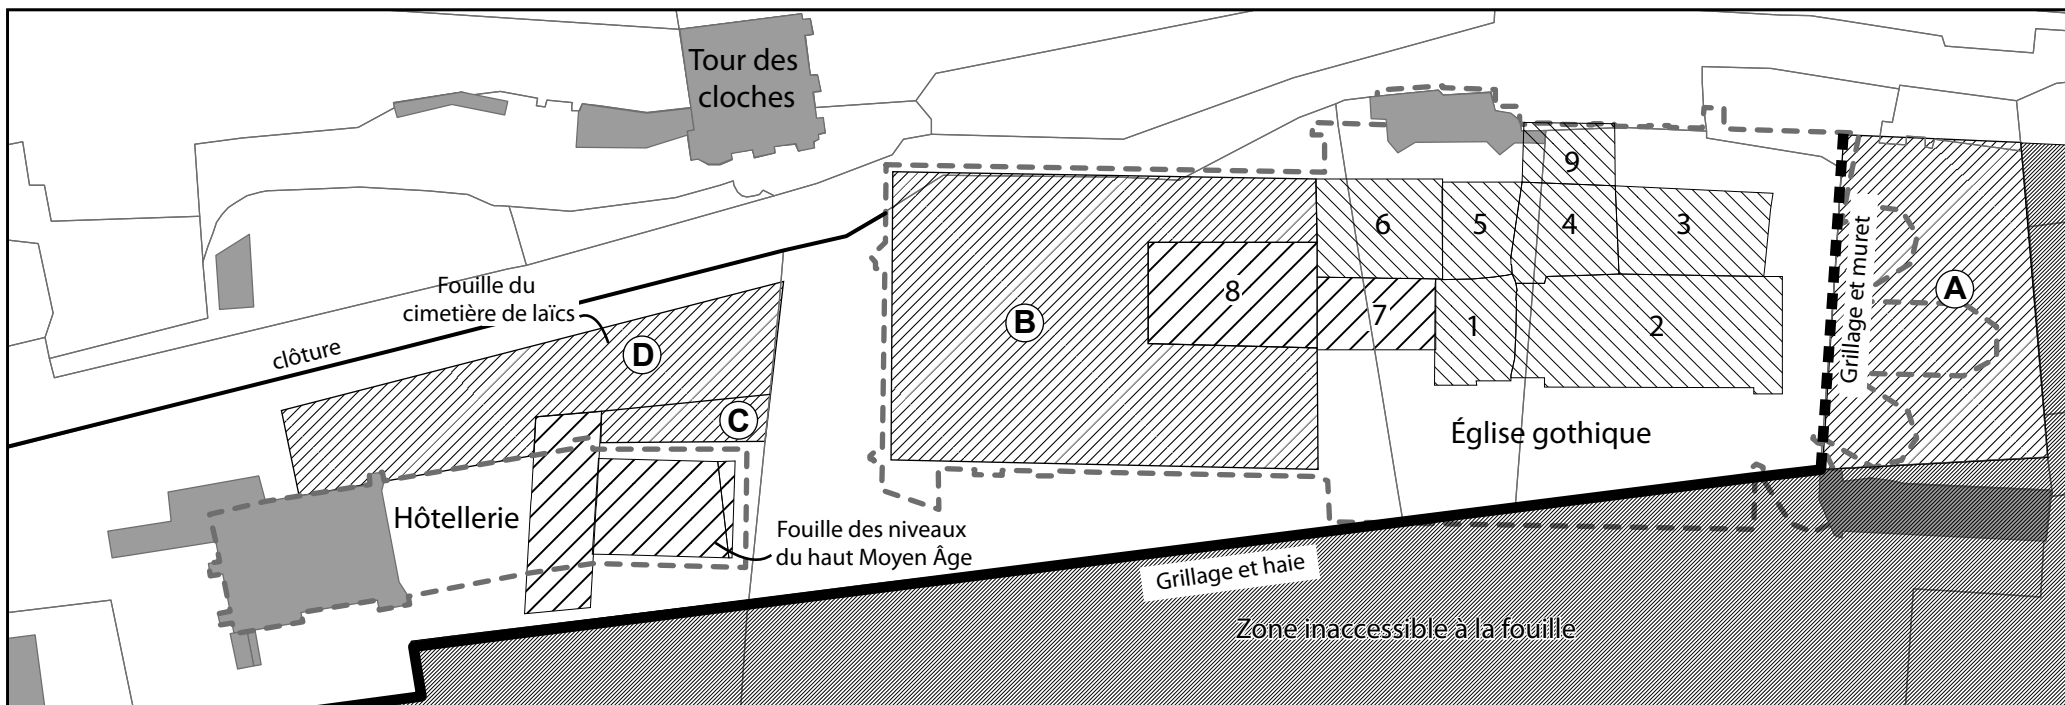 Tour des
cloches
9
6
5
4
3
Grillage et muret
A
Fouille du
cimetière de laïcs
8
7
B
1
2
clôture
D
C
Église gothique
Hôtellerie
Fouille des niveaux
du haut Moyen Âge
Grillage et haie
Zone inaccessible à la fouille